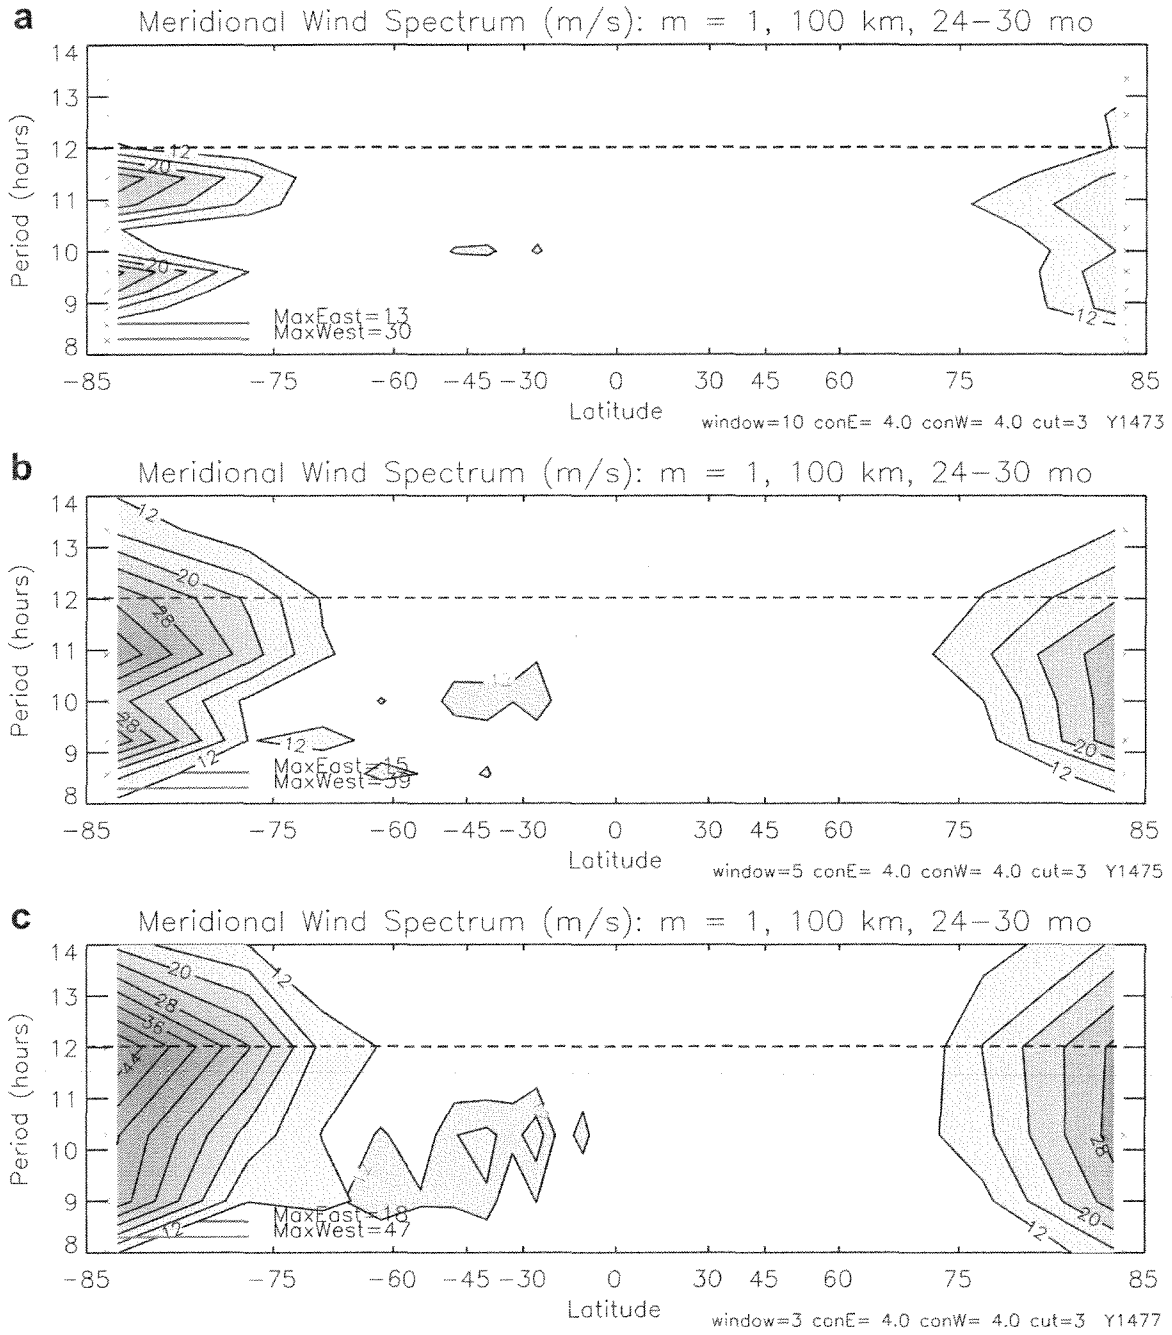 a
Meridional Wind Spectrum (m/s): m = 1, 100 km, 24-30 mo
14
13
12
11
10
9
8
Period (hours)
12
20
20
12
MaxEast=13
MaxWest=30
-85 -75 -60 -45 -30 0 30 45 60 75 85
Latitude
window=10 conE= 4.0 conW= 4.0 cut=3 Y1473
b
Meridional Wind Spectrum (m/s): m = 1, 100 km, 24-30 mo
14
13
12
11
10
9
8
Period (hours)
12
20
28
28
12
12
12
20
12
MaxEast=15
MaxWest=39
-85 -75 -60 -45 -30 0 30 45 60 75 85
Latitude
window=5 conE= 4.0 conW= 4.0 cut=3 Y1475
c
Meridional Wind Spectrum (m/s): m = 1, 100 km, 24-30 mo
14
13
12
11
10
9
8
Period (hours)
20
12
28
36
44
12
28
20
12
12
MaxEast=18
MaxWest=47
-85 -75 -60 -45 -30 0 30 45 60 75 85
Latitude
window=3 conE= 4.0 conW= 4.0 cut=3 Y1477